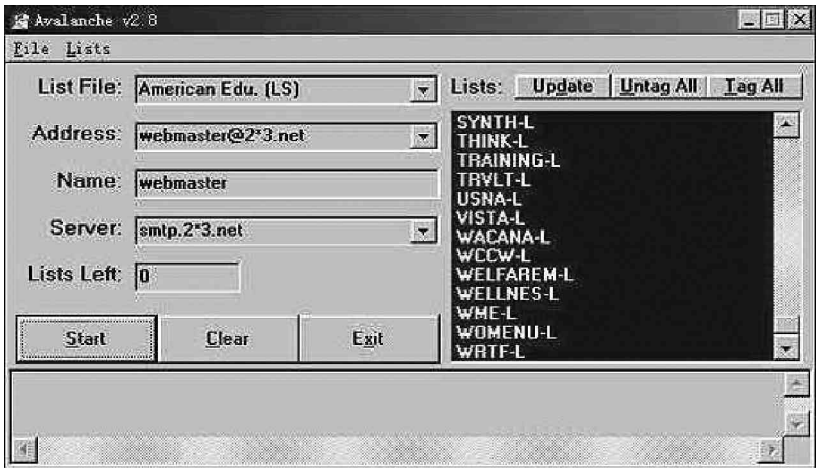 Avalanche v2.8
File Lists
List File: American Edu. (LS)
Address: webmaster@2*3.net
Name: webmaster
Server: smtp.2*3.net
Lists Left: 0
Start Clear Exit
Lists: Update Untag All Tag All
SYNTH-L
THINK-L
TRAINING-L
TRVLT-L
USNA-L
VISTA-L
WACANA-L
WCCW-L
WELFAREM-L
WELLNES-L
WME-L
WOMENU-L
WRTF-L